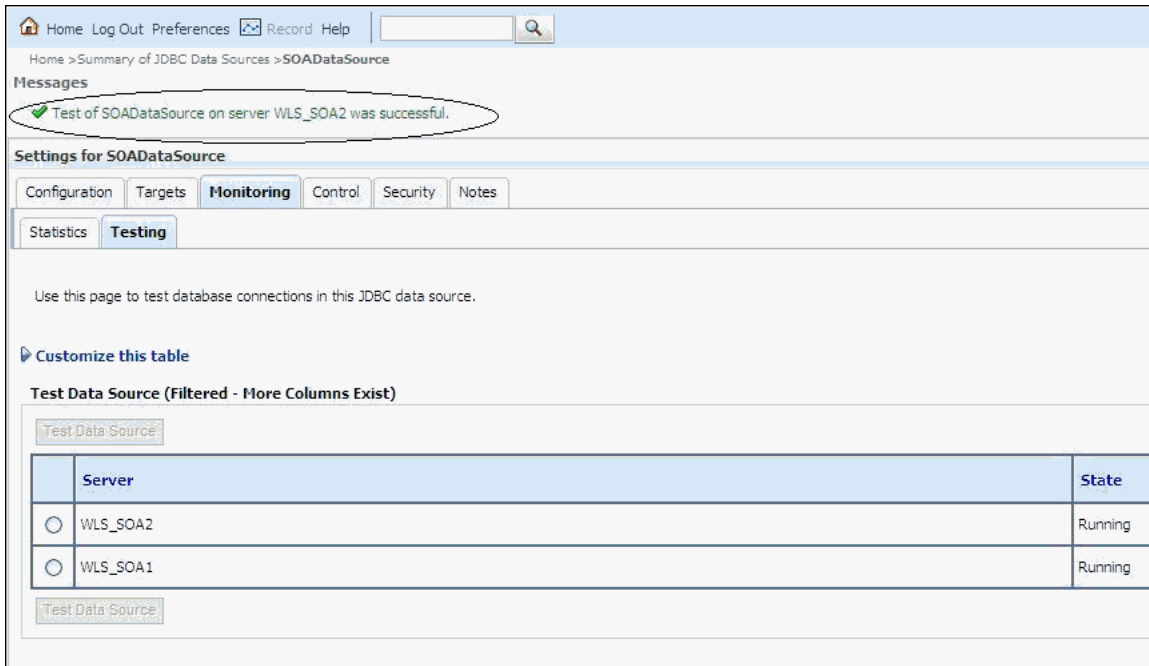 Home Log Out Preferences Record Help
Home >Summary of JDBC Data Sources >SOADataSource
Messages
Test of SOADataSource on server WLS_SOA2 was successful.
Settings for SOADataSource
Configuration Targets Monitoring Control Security Notes
Statistics Testing
Use this page to test database connections in this JDBC data source.
Customize this table
Test Data Source (Filtered - More Columns Exist)
Test Data Source
Server State
WLS_SOA2 Running
WLS_SOA1 Running
Test Data Source